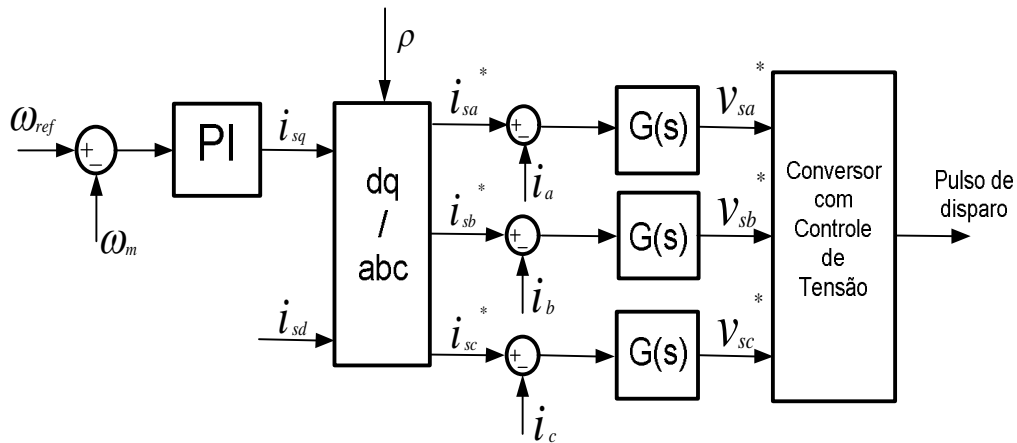 ρ
ω_ref
+
−
ω_m
PI
i_sq
i_sd
dq
/
abc
i_sa*
+
−
i_a
G(s)
v_sa*
i_sb*
+
−
i_b
G(s)
v_sb*
i_sc*
+
−
i_c
G(s)
v_sc*
Conversor
com
Controle
de
Tensão
Pulso de
disparo